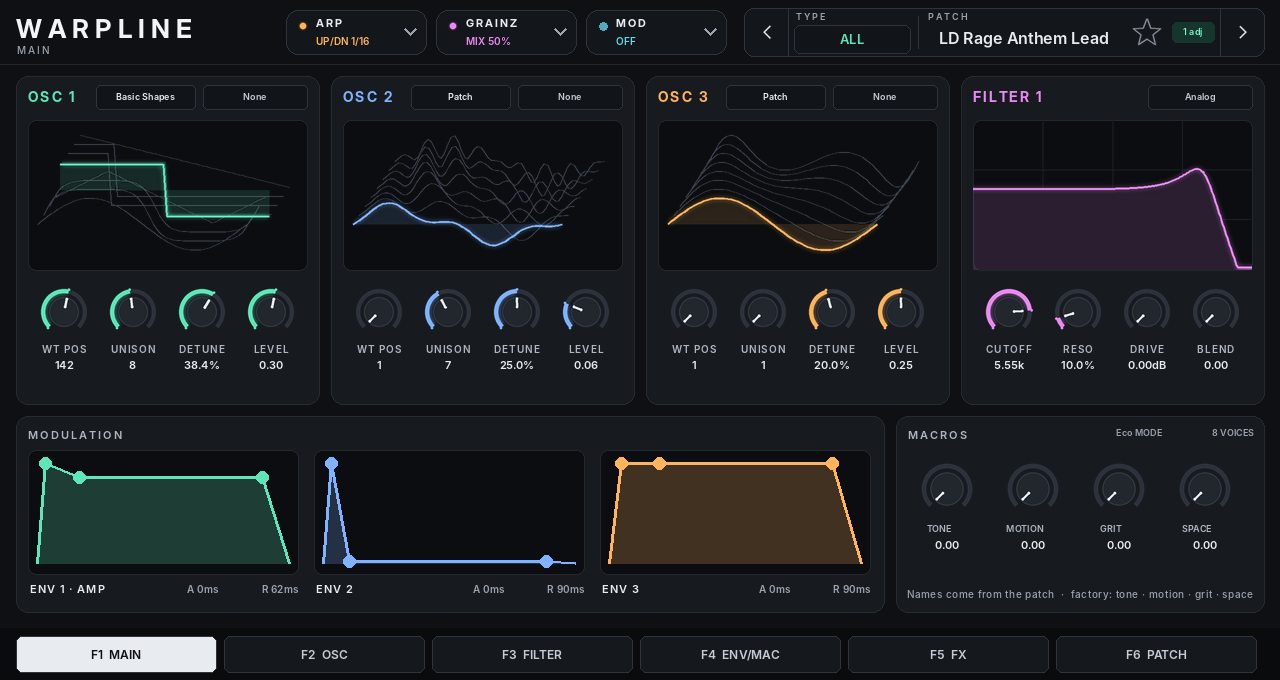 WARPLINE
MAIN
ARP
UP/DN 1/16
GRAINZ
MIX 50%
MOD
OFF
TYPE
ALL
PATCH
LD Rage Anthem Lead
1 adj
OSC 1
Basic Shapes
None
WT POS
UNISON
DETUNE
LEVEL
142
8
38.4%
0.30
OSC 2
Patch
None
WT POS
UNISON
DETUNE
LEVEL
1
7
25.0%
0.06
OSC 3
Patch
None
WT POS
UNISON
DETUNE
LEVEL
1
1
20.0%
0.25
FILTER 1
Analog
CUTOFF
RESO
DRIVE
BLEND
5.55k
10.0%
0.00dB
0.00
MODULATION
ENV 1 · AMP
A 0ms
R 62ms
ENV 2
A 0ms
R 90ms
ENV 3
A 0ms
R 90ms
MACROS
Eco MODE
8 VOICES
TONE
MOTION
GRIT
SPACE
0.00
0.00
0.00
0.00
Names come from the patch · factory: tone · motion · grit · space
F1 MAIN
F2 OSC
F3 FILTER
F4 ENV/MAC
F5 FX
F6 PATCH